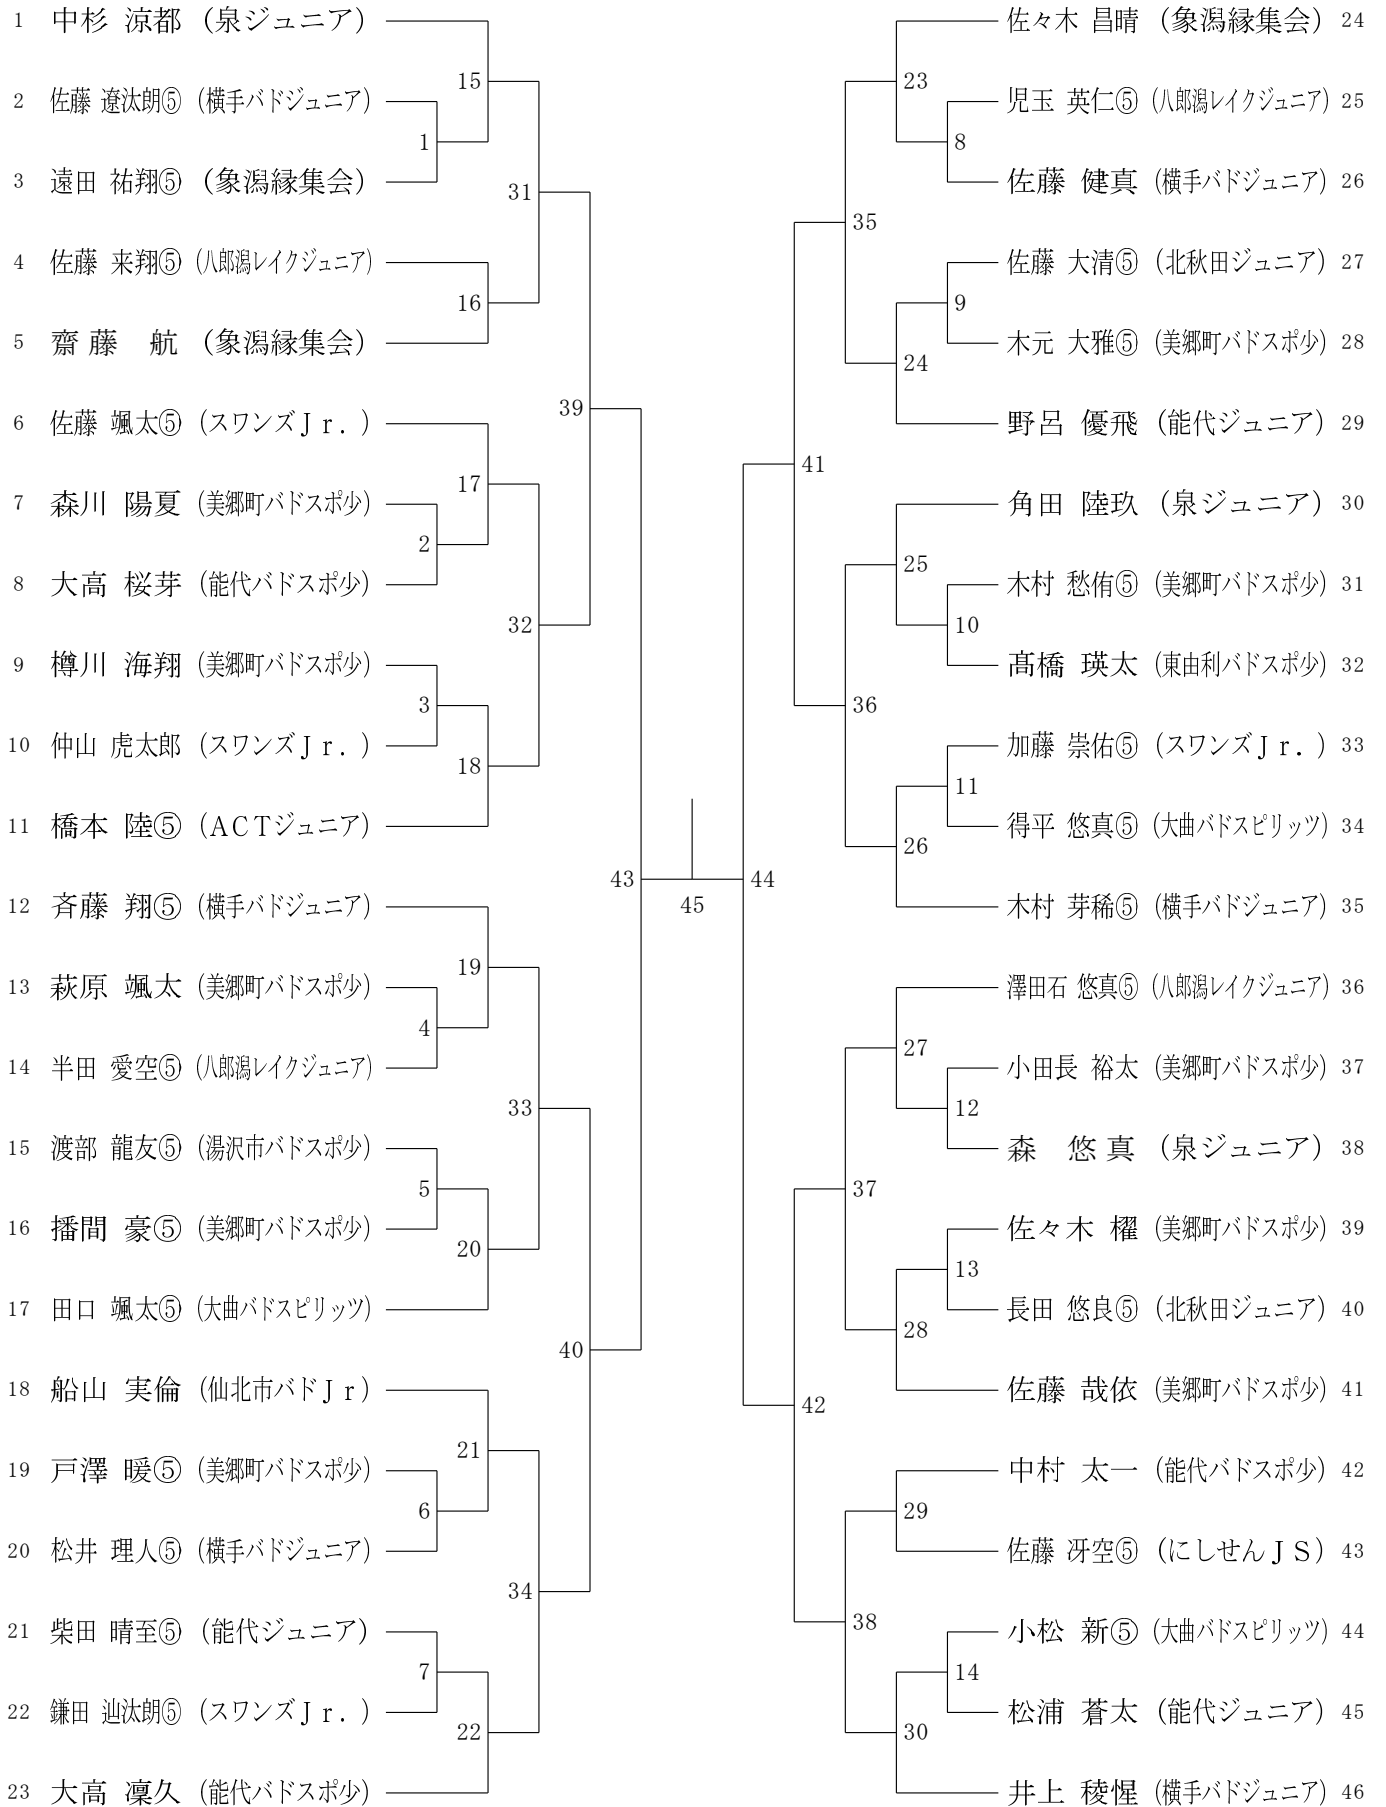 1 中杉 涼都 （泉ジュニア）
2 佐藤 遼汰朗⑤ （横手バドジュニア）
3 遠田 祐翔⑤ （象潟縁集会）
4 佐藤 来翔⑤ （八郎潟レイクジュニア）
5 齋藤 航 （象潟縁集会）
6 佐藤 颯太⑤ （スワンズＪｒ．）
7 森川 陽夏 （美郷町バドスポ少）
8 大高 桜芽 （能代バドスポ少）
9 樽川 海翔 （美郷町バドスポ少）
10 仲山 虎太郎 （スワンズＪｒ．）
11 橋本 陸⑤ （ＡＣＴジュニア）
12 斉藤 翔⑤ （横手バドジュニア）
13 萩原 颯太 （美郷町バドスポ少）
14 半田 愛空⑤ （八郎潟レイクジュニア）
15 渡部 龍友⑤ （湯沢市バドスポ少）
16 播間 豪⑤ （美郷町バドスポ少）
17 田口 颯太⑤ （大曲バドスピリッツ）
18 船山 実倫 （仙北市バドＪｒ）
19 戸澤 暖⑤ （美郷町バドスポ少）
20 松井 理人⑤ （横手バドジュニア）
21 柴田 晴至⑤ （能代ジュニア）
22 鎌田 辿汰朗⑤ （スワンズＪｒ．）
23 大高 凜久 （能代バドスポ少）
1
2
3
4
5
6
7
15
16
17
18
19
20
21
22
31
32
33
34
39
40
43
45
44
41
42
35
36
37
38
23
24
25
26
27
28
29
30
8
9
10
11
12
13
14
佐々木 昌晴 （象潟縁集会） 24
児玉 英仁⑤ （八郎潟レイクジュニア） 25
佐藤 健真 （横手バドジュニア） 26
佐藤 大清⑤ （北秋田ジュニア） 27
木元 大雅⑤ （美郷町バドスポ少） 28
野呂 優飛 （能代ジュニア） 29
角田 陸玖 （泉ジュニア） 30
木村 愁侑⑤ （美郷町バドスポ少） 31
髙橋 瑛太 （東由利バドスポ少） 32
加藤 崇佑⑤ （スワンズＪｒ．） 33
得平 悠真⑤ （大曲バドスピリッツ） 34
木村 芽稀⑤ （横手バドジュニア） 35
澤田石 悠真⑤ （八郎潟レイクジュニア） 36
小田長 裕太 （美郷町バドスポ少） 37
森 悠真 （泉ジュニア） 38
佐々木 櫂 （美郷町バドスポ少） 39
長田 悠良⑤ （北秋田ジュニア） 40
佐藤 哉依 （美郷町バドスポ少） 41
中村 太一 （能代バドスポ少） 42
佐藤 冴空⑤ （にしせんＪＳ） 43
小松 新⑤ （大曲バドスピリッツ） 44
松浦 蒼太 （能代ジュニア） 45
井上 稜惺 （横手バドジュニア） 46